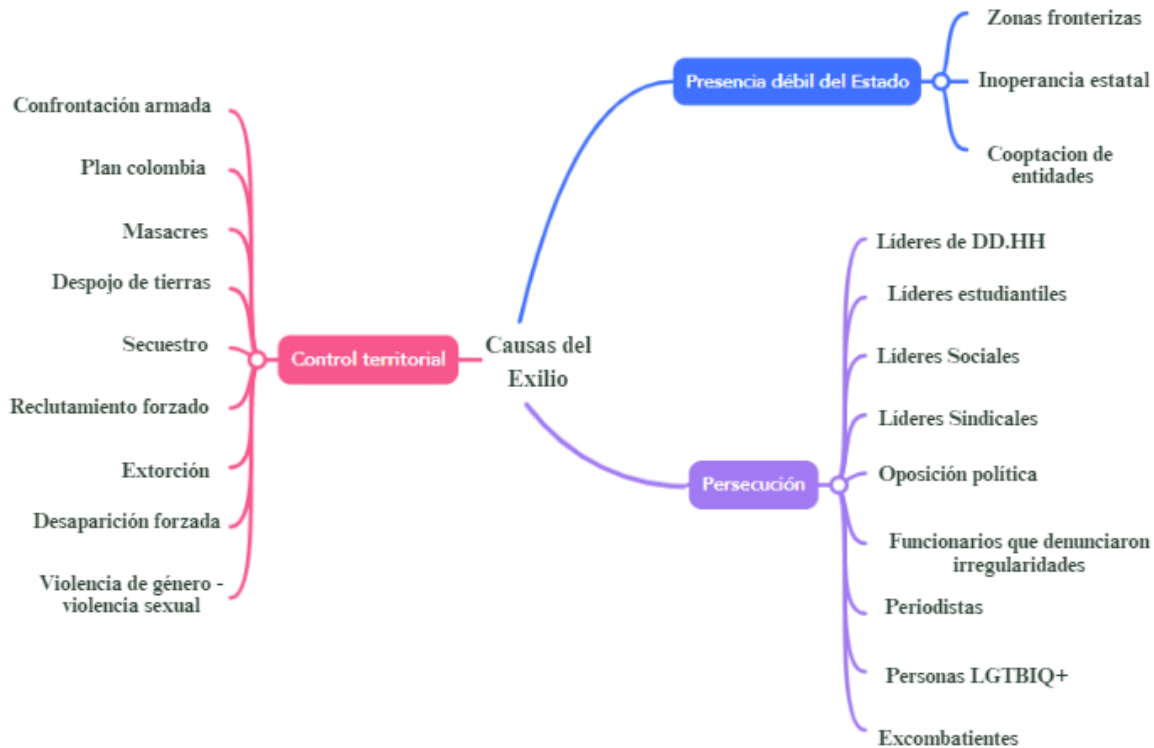 Causas del
Exilio
Presencia débil del Estado
Zonas fronterizas
Inoperancia estatal
Cooptacion de
entidades
Persecución
Líderes de DD.HH
Líderes estudiantiles
Líderes Sociales
Líderes Sindicales
Oposición política
Funcionarios que denunciaron
irregularidades
Periodistas
Personas LGTBIQ+
Excombatientes
Control territorial
Confrontación armada
Plan colombia
Masacres
Despojo de tierras
Secuestro
Reclutamiento forzado
Extorción
Desaparición forzada
Violencia de género -
violencia sexual